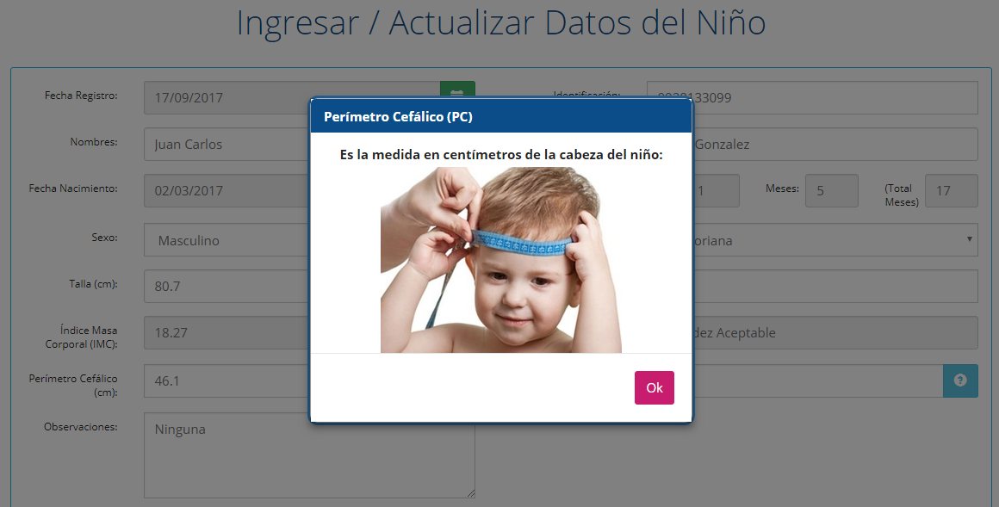 Ingresar / Actualizar Datos del Niño
Fecha Registro: 17/09/2017
Identificación: 133099
Perímetro Cefálico (PC)
Es la medida en centímetros de la cabeza del niño:
Ok
Nombres: Juan Carlos Gonzalez
Fecha Nacimiento: 02/03/2017 1 Meses: 5 (Total
Meses) 17
Sexo: Masculino oriana
Talla (cm): 80.7
Índice Masa
Corporal (IMC): 18.27 dez Aceptable
Perímetro Cefálico
(cm): 46.1 ?
Observaciones: Ninguna